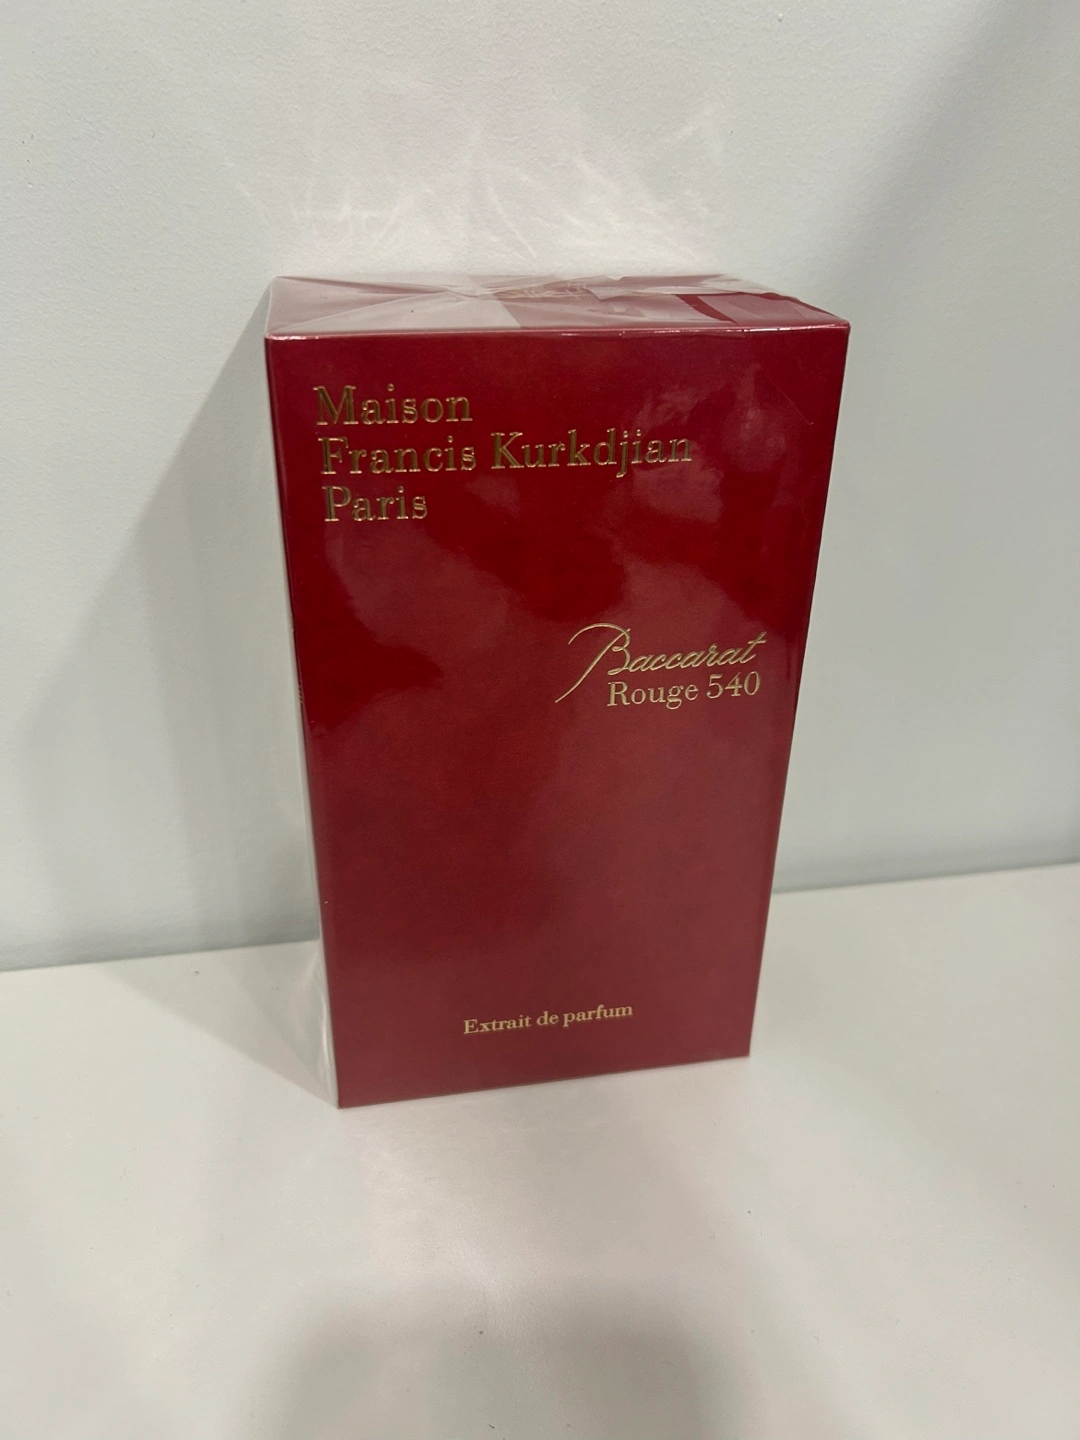 Maison
Francis Kurkdjian
Paris
Baccarat
Rouge 540
Extrait de parfum